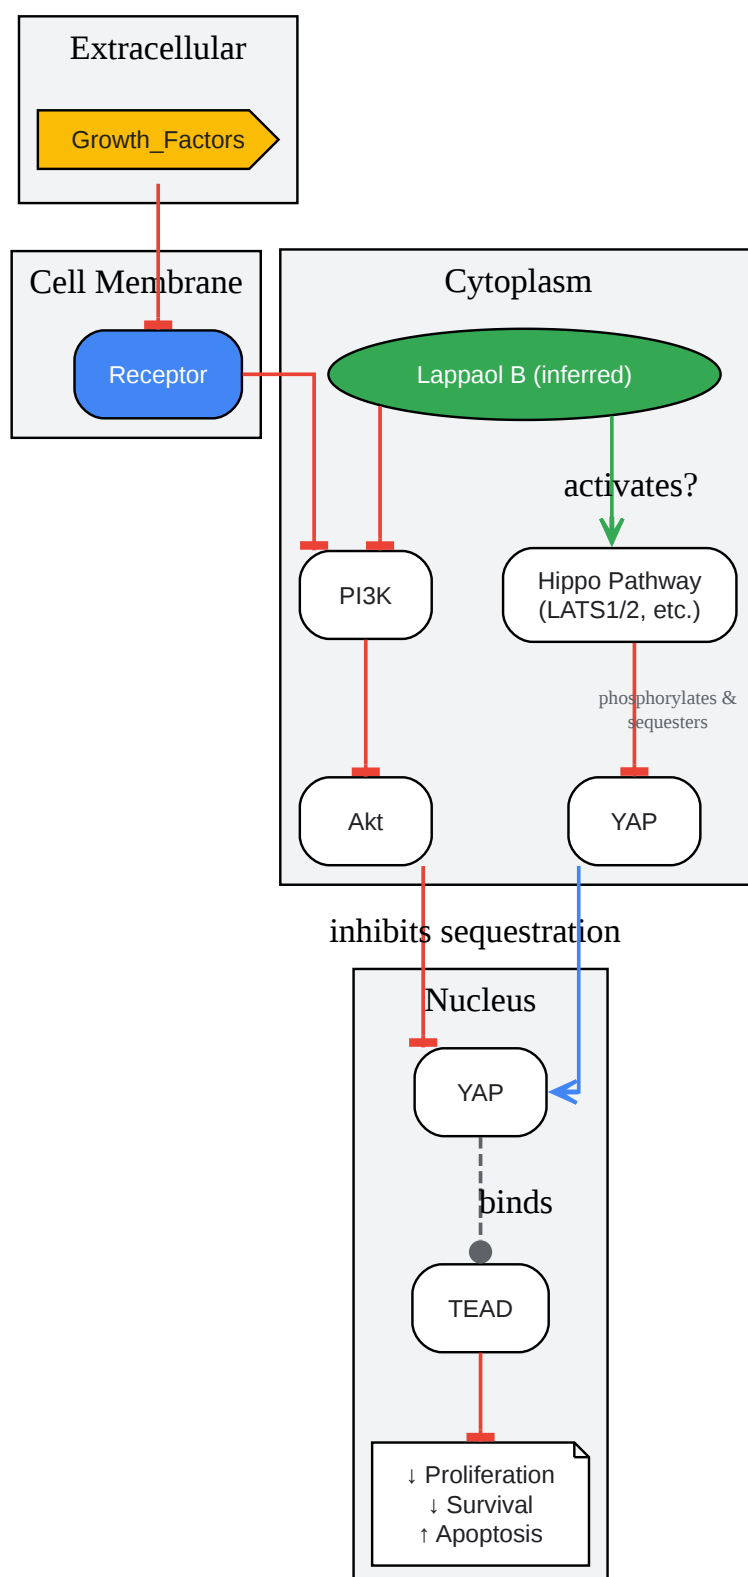 Extracellular
Growth_Factors
Cell Membrane
Receptor
Cytoplasm
Lappaol B (inferred)
activates?
PI3K
Hippo Pathway
(LATS1/2, etc.)
phosphorylates &
sequesters
Akt
YAP
inhibits sequestration
Nucleus
YAP
binds
TEAD
↓ Proliferation
↓ Survival
↑ Apoptosis